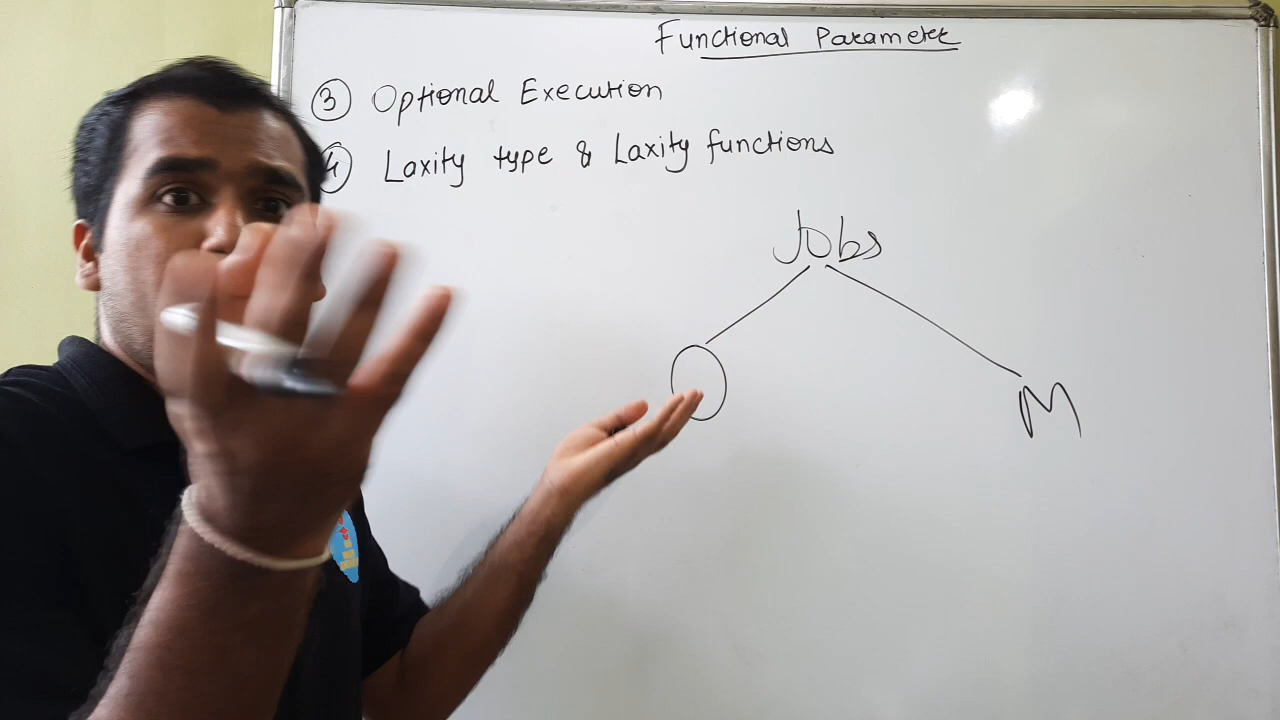 Functional Parameter
③ Optional Execution
④ Laxity type & Laxity functions
Jobs
O
M